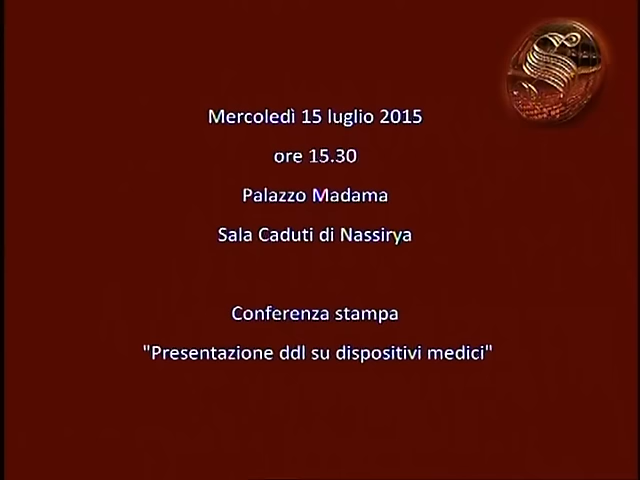 Mercoledì 15 luglio 2015
ore 15.30
Palazzo Madama
Sala Caduti di Nassirya
Conferenza stampa
"Presentazione ddl su dispositivi medici"